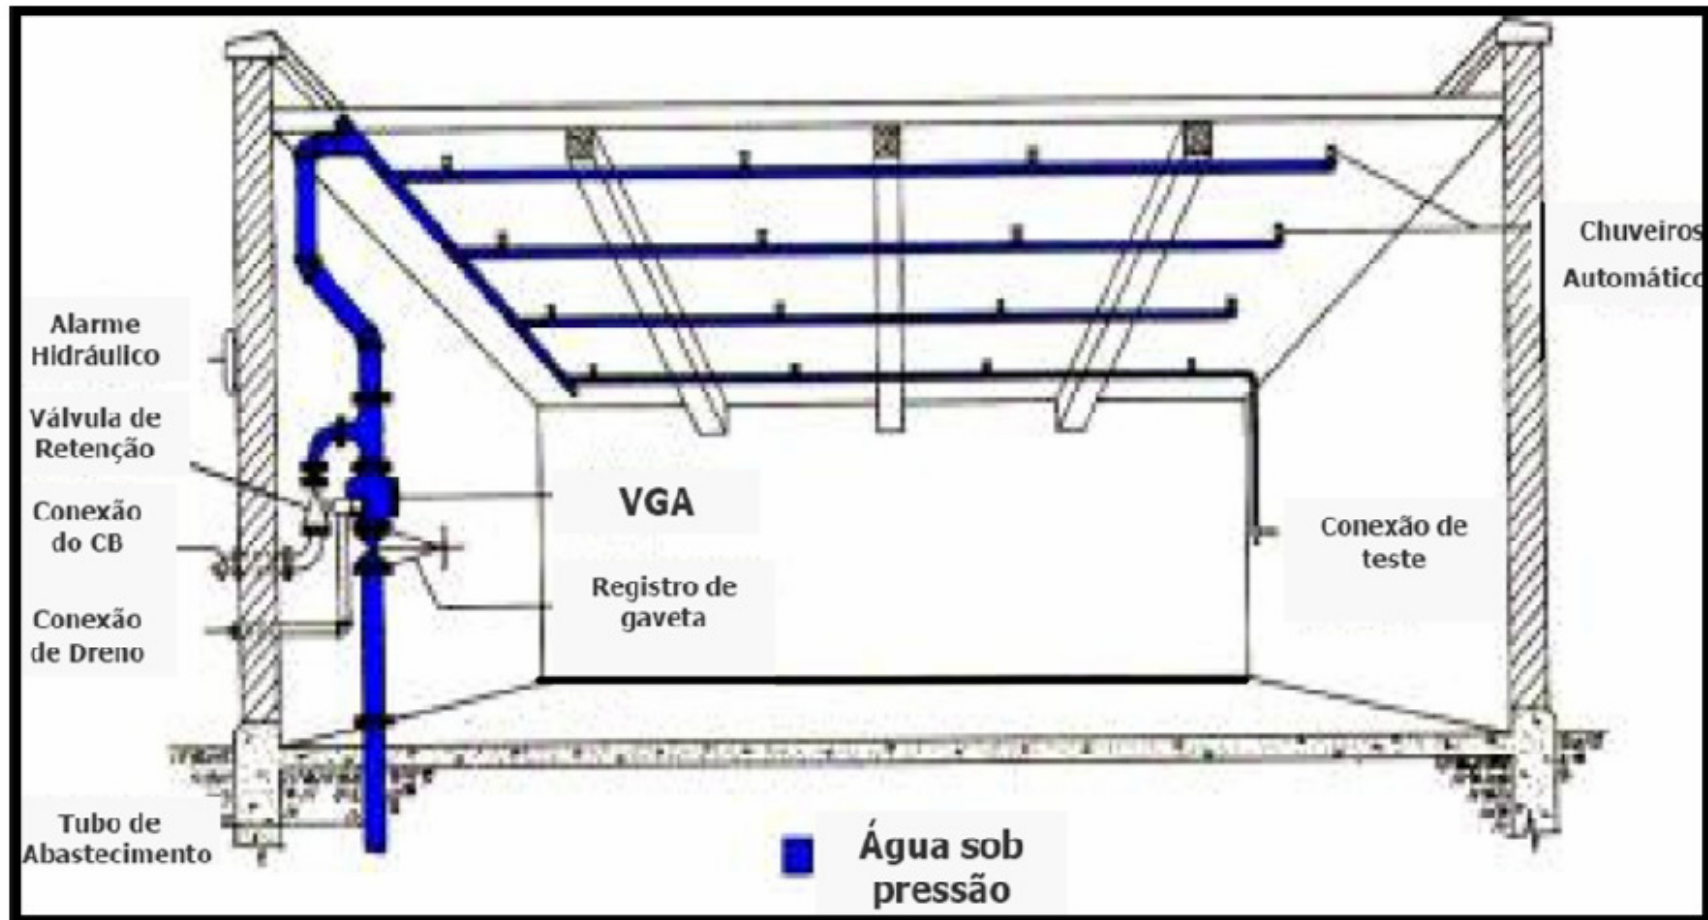 Chuveiros
Automático
Alarme
Hidráulico
Válvula de
Retenção
Conexão
do CB
Conexão
de Dreno
VGA
Registro de
gaveta
Conexão de
teste
Tubo de
Abastecimento
Água sob
pressão